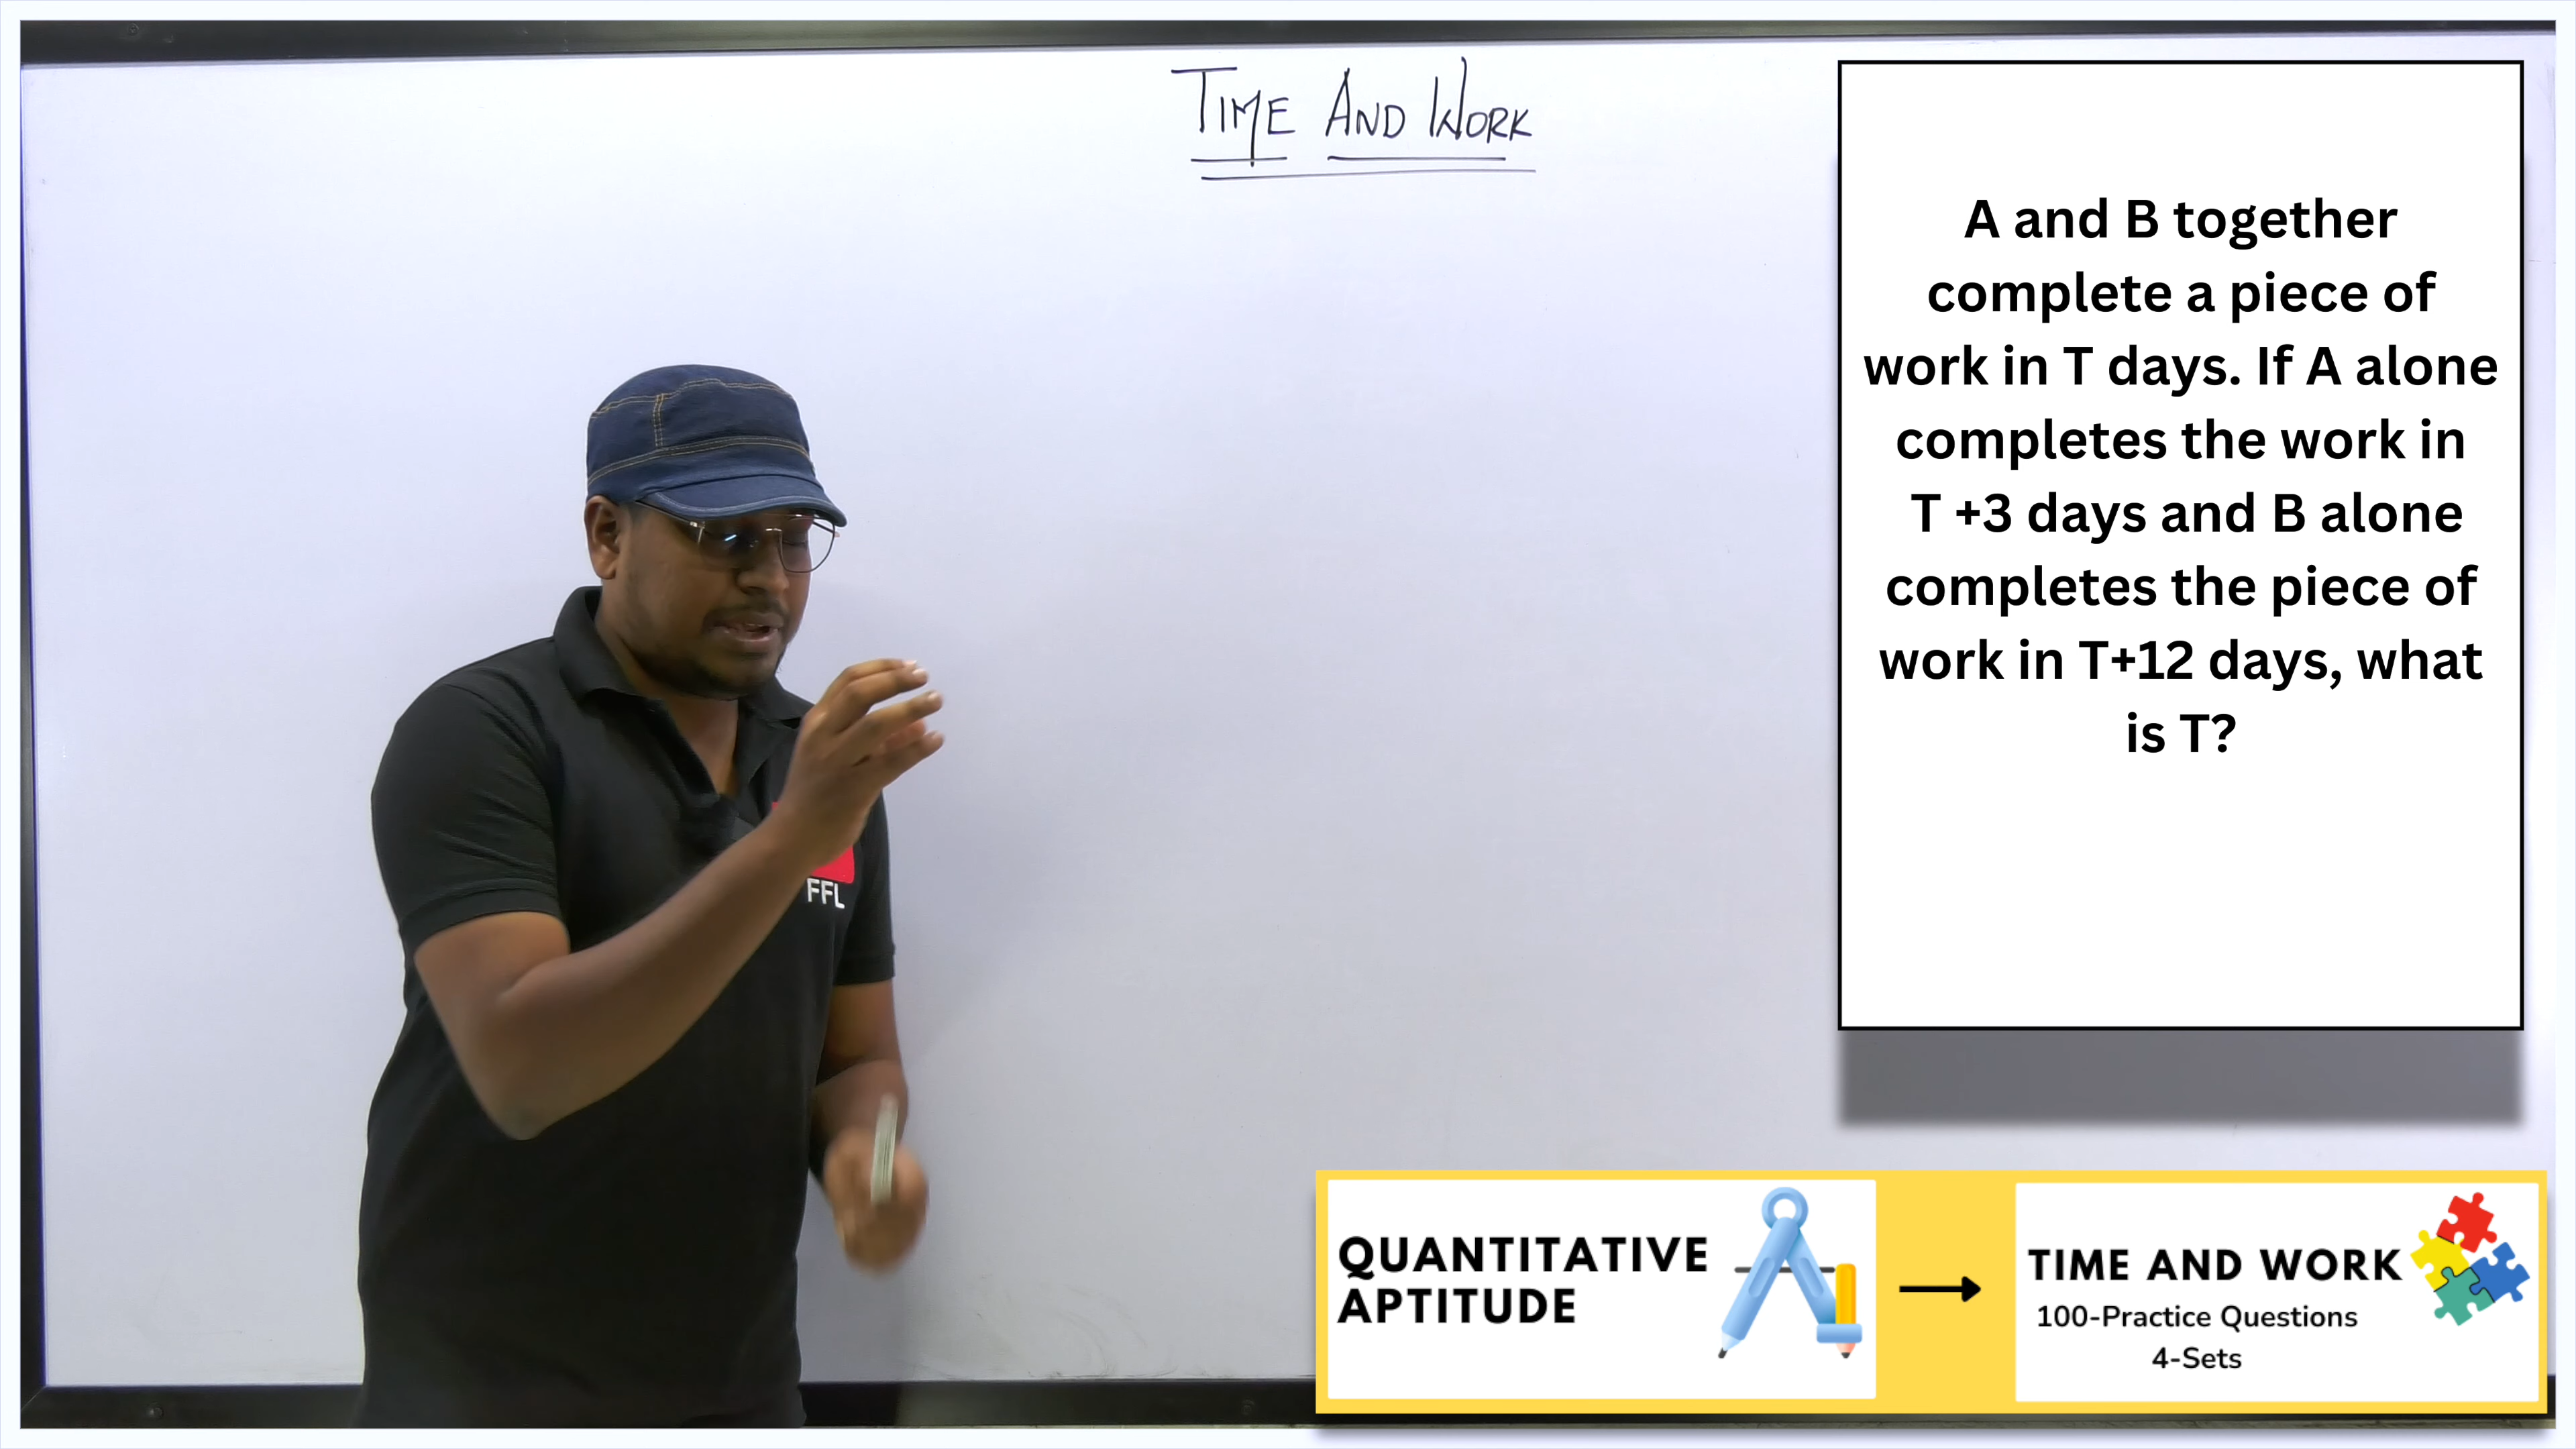 TIME AND WORK
A and B together
complete a piece of
work in T days. If A alone
completes the work in
T +3 days and B alone
completes the piece of
work in T+12 days, what
is T?
FFL
QUANTITATIVE
APTITUDE
TIME AND WORK
100-Practice Questions
4-Sets